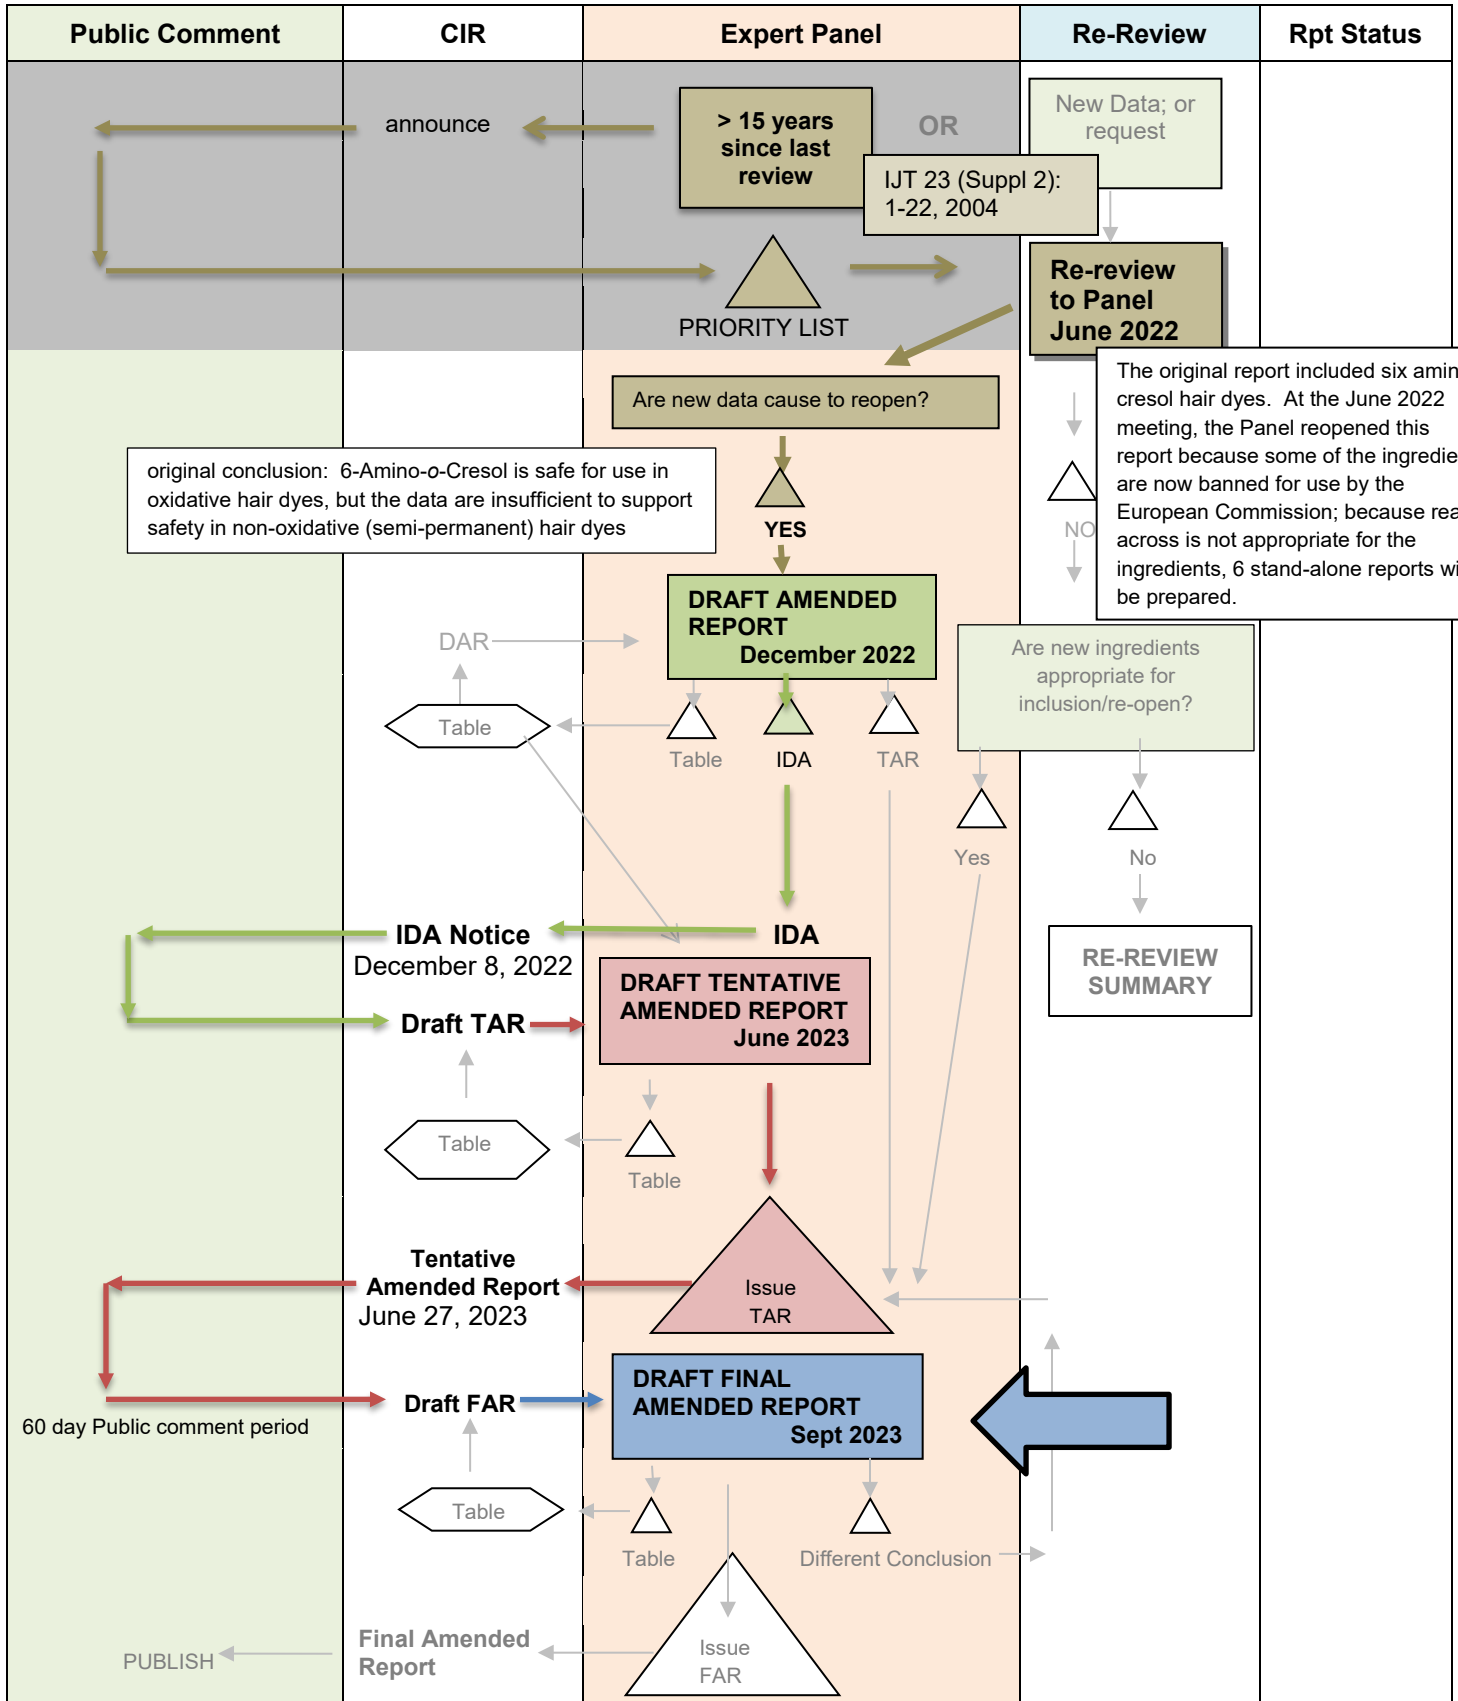 Public Comment
CIR
Expert Panel
Re-Review
Rpt Status
announce
> 15 years
since last
review
OR
New Data; or
request
IJT 23 (Suppl 2):
1-22, 2004
PRIORITY LIST
Re-review
to Panel
June 2022
Are new data cause to reopen?
The original report included six amin
cresol hair dyes.  At the June 2022
meeting, the Panel reopened this
report because some of the ingredie
are now banned for use by the
European Commission; because rea
across is not appropriate for the
ingredients, 6 stand-alone reports wi
be prepared.
original conclusion:  6-Amino-o-Cresol is safe for use in
oxidative hair dyes, but the data are insufficient to support
safety in non-oxidative (semi-permanent) hair dyes
YES
NO
DRAFT AMENDED
REPORT
December 2022
DAR
Table
Table
IDA
TAR
Are new ingredients
appropriate for
inclusion/re-open?
Yes
No
IDA Notice
December 8, 2022
IDA
RE-REVIEW
SUMMARY
DRAFT TENTATIVE
AMENDED REPORT
June 2023
Draft TAR
Table
Table
Tentative
Amended Report
June 27, 2023
Issue
TAR
60 day Public comment period
Draft FAR
DRAFT FINAL
AMENDED REPORT
Sept 2023
Table
Table
Different Conclusion
PUBLISH
Final Amended
Report
Issue
FAR